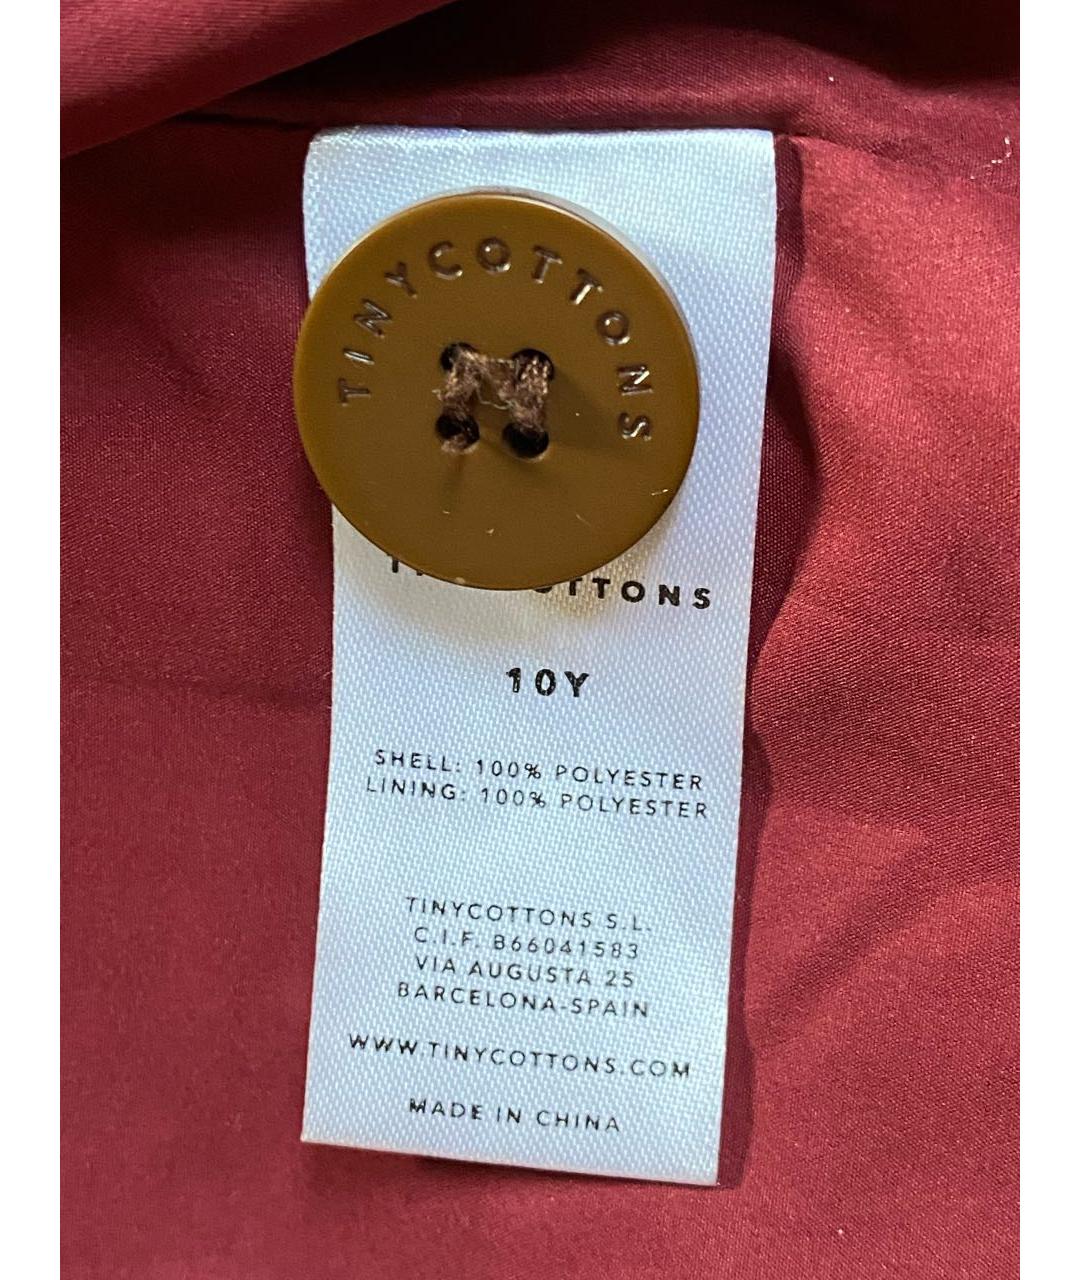 TINYCOTTONS
10Y
SHELL: 100% POLYESTER
LINING: 100% POLYESTER
TINYCOTTONS S.L.
C.I.F. B66041583
VIA AUGUSTA 25
BARCELONA-SPAIN
WWW.TINYCOTTONS.COM
MADE IN CHINA